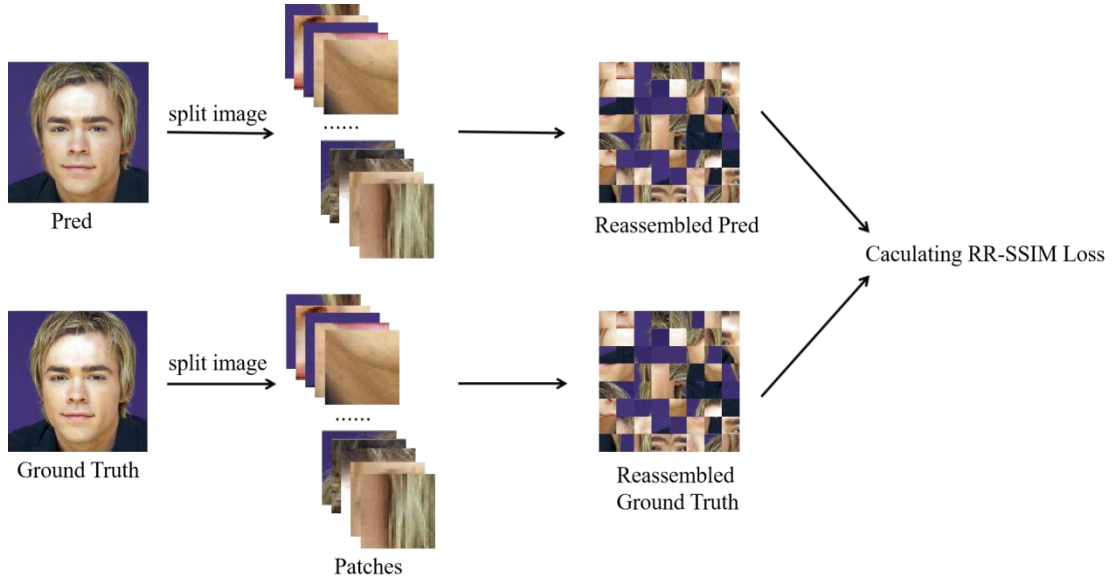 split image
......
Pred
Reassembled Pred
Caculating RR-SSIM Loss
split image
......
Ground Truth
Reassembled
Ground Truth
Patches